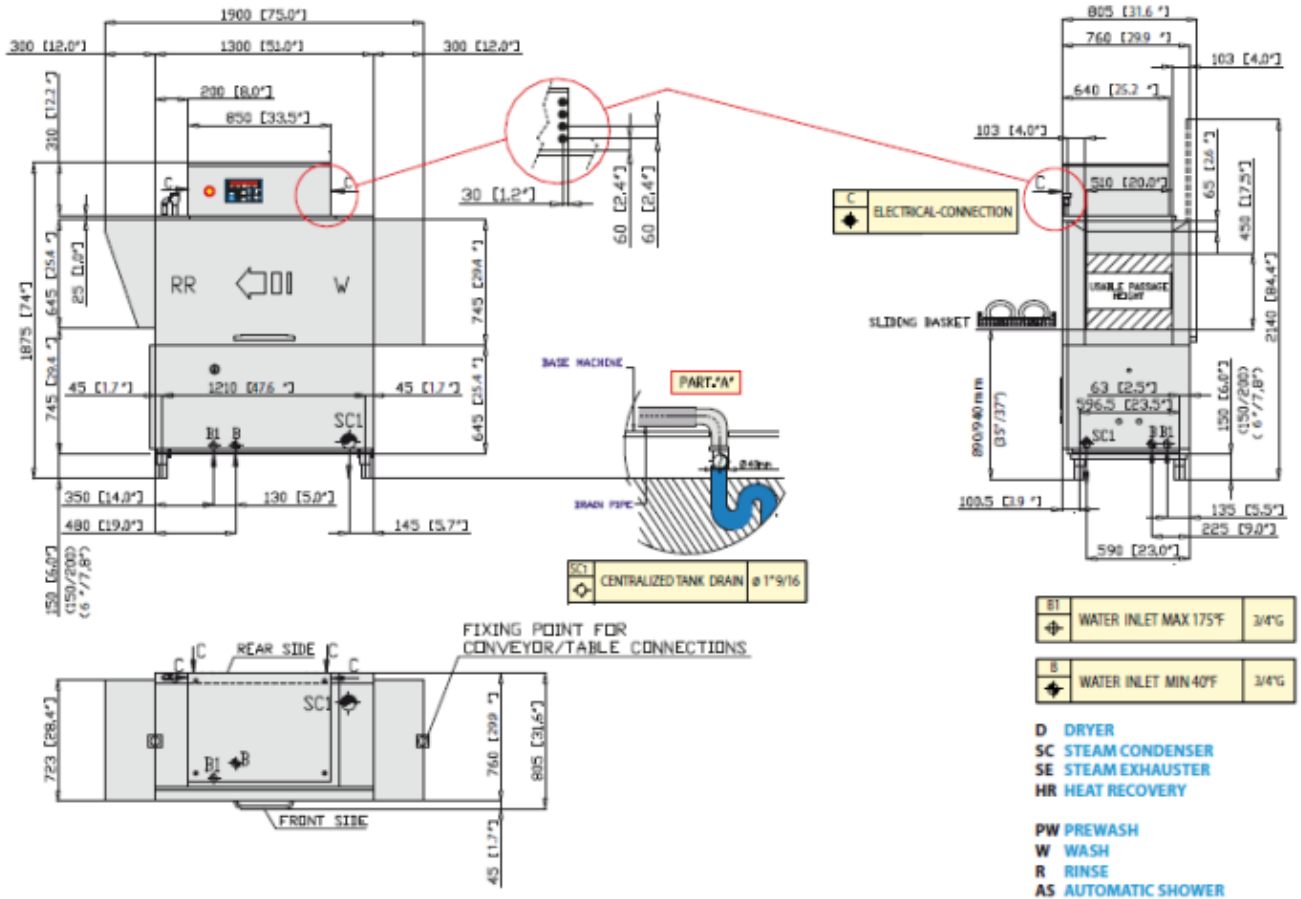 1900 [75.0"]
300 [12.0"]
1300 [51.0"]
300 [12.0"]
200 [8.0"]
850 [33.5"]
310 [12.2 "]
1875 [74"]
25 [1.0"]
645 [25.4 "]
745 [29.4 "]
C
C
RR
W
745 [29.4 "]
645 [25.4 "]
45 [1.7 "]
1210 [47.6 "]
45 [1.7 "]
B1
B
SC1
350 [14.0"]
130 [5.0"]
480 [19.0"]
145 [5.7"]
150 [6.0"]
(150/200)
( 6 "/7,8")
30 [1.2"]
60 [2.4"]
60 [2.4"]
805 [31.6 "]
760 [29.9 "]
103 [4.0"]
640 [25.2 "]
103 [4.0"]
C
510 [20.0"]
65 [2.6 "]
450 [17.5"]
2140 [84.4"]
C
ELECTRICAL-CONNECTION
USABLE PASSAGE
HEIGHT
SLIDING BASKET
890/940 mm
(35"/37")
63 [2.5"]
596.5 [23.5"]
150 [6.0"]
(150/200)
( 6 "/7,8")
SC1
B
B1
100.5 [3.9 "]
135 [5.5"]
225 [9.0"]
590 [23.0"]
BASE MACHINE
PART."A"
DRAIN PIPE
SC1
CENTRALIZED TANK DRAIN
ø 1"9/16
FIXING POINT FOR
CONVEYOR/TABLE CONNECTIONS
C
REAR SIDE
C
C
C
SC1
B1
B
FRONT SIDE
723 [28.4"]
760 [29.9 "]
805 [31.6"]
45 [1.7"]
B1
WATER INLET MAX 175°F
3/4"G
B
WATER INLET MIN 40°F
3/4"G
D DRYER
SC STEAM CONDENSER
SE STEAM EXHAUSTER
HR HEAT RECOVERY
PW PREWASH
W WASH
R RINSE
AS AUTOMATIC SHOWER